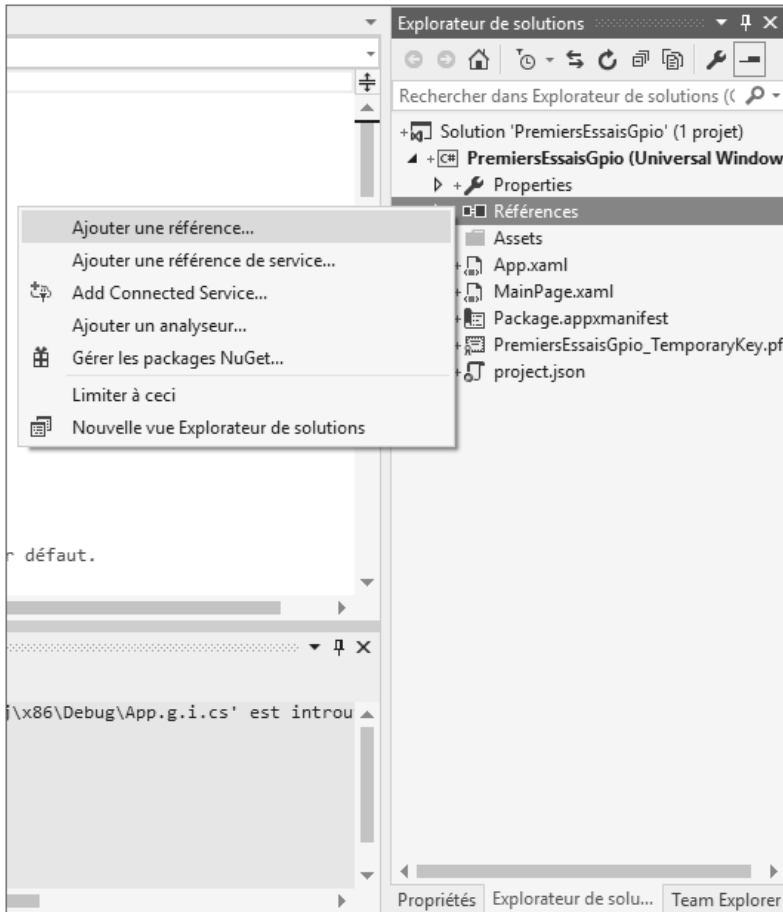 Explorateur de solutions
Rechercher dans Explorateur de solutions ((
Solution 'PremiersEssaisGpio' (1 projet)
C# PremiersEssaisGpio (Universal Window
Properties
Références
Assets
App.xaml
MainPage.xaml
Package.appxmanifest
PremiersEssaisGpio_TemporaryKey.pf
project.json
Ajouter une référence...
Ajouter une référence de service...
Add Connected Service...
Ajouter un analyseur...
Gérer les packages NuGet...
Limiter à ceci
Nouvelle vue Explorateur de solutions
r défaut.
j\x86\Debug\App.g.i.cs' est introu
Propriétés Explorateur de solu... Team Explorer